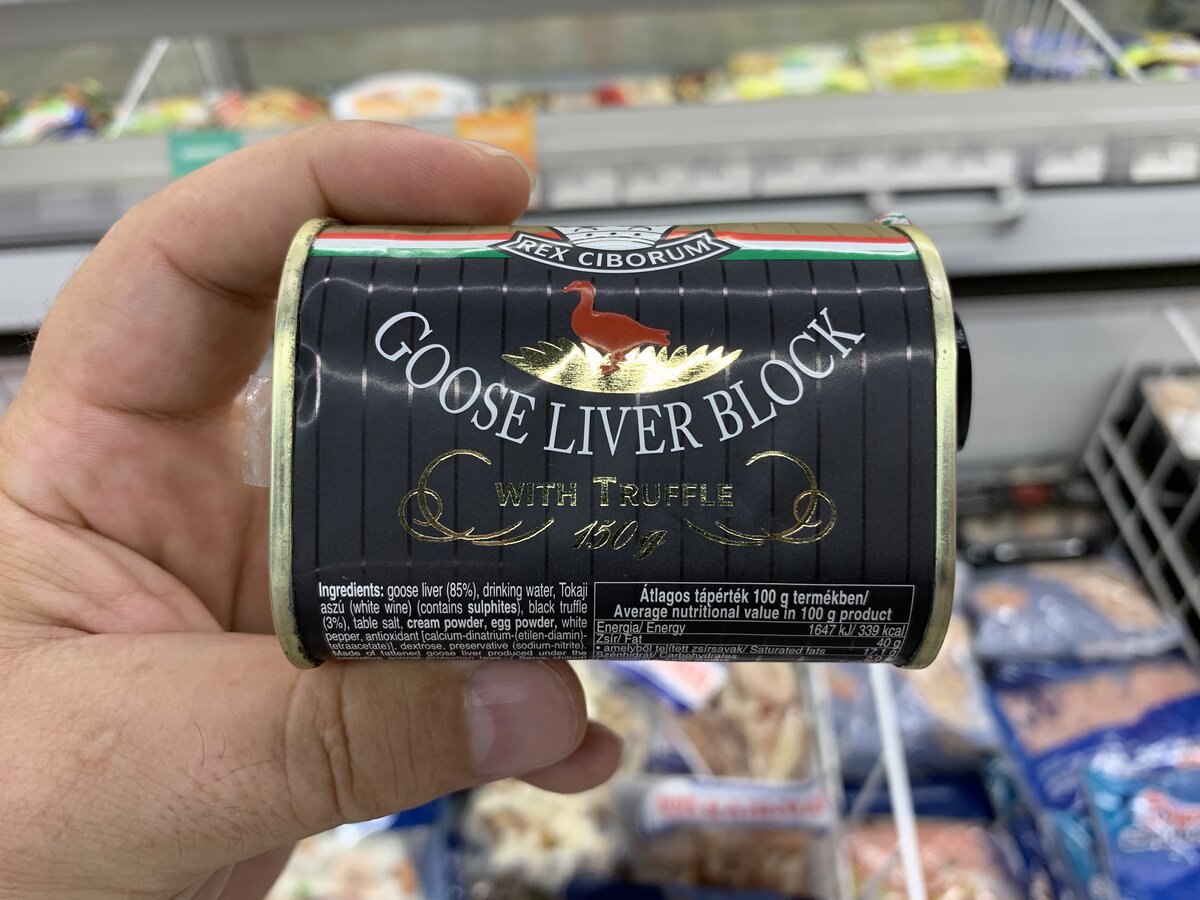 REX CIBORUM
GOOSE LIVER BLOCK
WITH TRUFFLE
150 g
Ingredients: goose liver (85%), drinking water, Tokaji
aszú (white wine) (contains sulphites), black truffle
(3%), table salt, cream powder, egg powder, white
pepper, antioxidant [calcium-dinatrium-(etilen-diamin-
tetraacetate)], dextrose, preservative (sodium-nitrite).
Made of fattened goose liver produced under the
Átlagos tápérték 100 g termékben/
Average nutritional value in 100 g product
Energia/ Energy 1647 kJ/ 339 kcal
Zsír/ Fat 40 g
• amelyből telített zsírsavak/ Saturated fats 17,1 g
Szénhidrát/ Carbohydrates